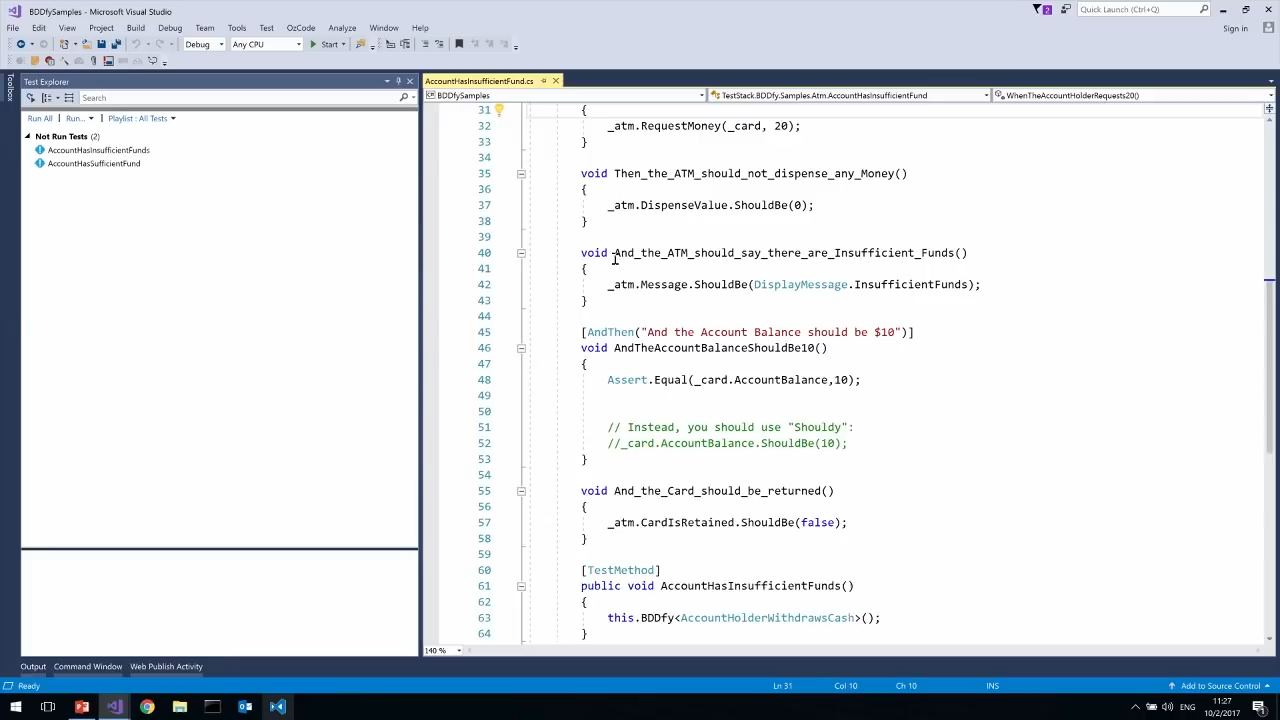 BDDfySamples - Microsoft Visual Studio
2
Quick Launch (Ctrl+Q)
File Edit View Project Build Debug Team Tools Test OzCode Analyze Window Help
Sign in
Debug Any CPU Start
Toolbox
Test Explorer
Search
Run All Run... Playlist : All Tests
Not Run Tests (2)
AccountHasInsufficientFunds
AccountHasSufficientFund
AccountHasInsufficientFund.cs
BDDfySamples TestStack.BDDfy.Samples.Atm.AccountHasInsufficientFund WhenTheAccountHolderRequests20()
31 {
32 _atm.RequestMoney(_card, 20);
33 }
34
35 void Then_the_ATM_should_not_dispense_any_Money()
36 {
37 _atm.DispenseValue.ShouldBe(0);
38 }
39
40 void And_the_ATM_should_say_there_are_Insufficient_Funds()
41 {
42 _atm.Message.ShouldBe(DisplayMessage.InsufficientFunds);
43 }
44
45 [AndThen("And the Account Balance should be $10")]
46 void AndTheAccountBalanceShouldBe10()
47 {
48 Assert.Equal(_card.AccountBalance,10);
49
50
51 // Instead, you should use "Shouldy":
52 //_card.AccountBalance.ShouldBe(10);
53 }
54
55 void And_the_Card_should_be_returned()
56 {
57 _atm.CardIsRetained.ShouldBe(false);
58 }
59
60 [TestMethod]
61 public void AccountHasInsufficientFunds()
62 {
63 this.BDDfy<AccountHolderWithdrawsCash>();
64 }
140 %
Output Command Window Web Publish Activity
Ready Ln 31 Col 10 Ch 10 INS Add to Source Control
ENG 11:27
10/2/2017